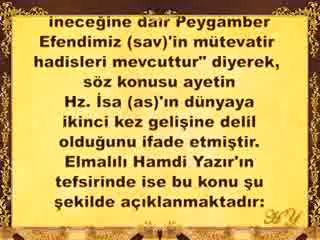 ineceğine dair Peygamber
Efendimiz (sav)'in mütevatir
hadisleri mevcuttur" diyerek,
söz konusu ayetin
Hz. İsa (as)'ın dünyaya
ikinci kez gelişine delil
olduğunu ifade etmiştir.
Elmalılı Hamdi Yazır'ın
tefsirinde ise bu konu şu
şekilde açıklanmaktadır: